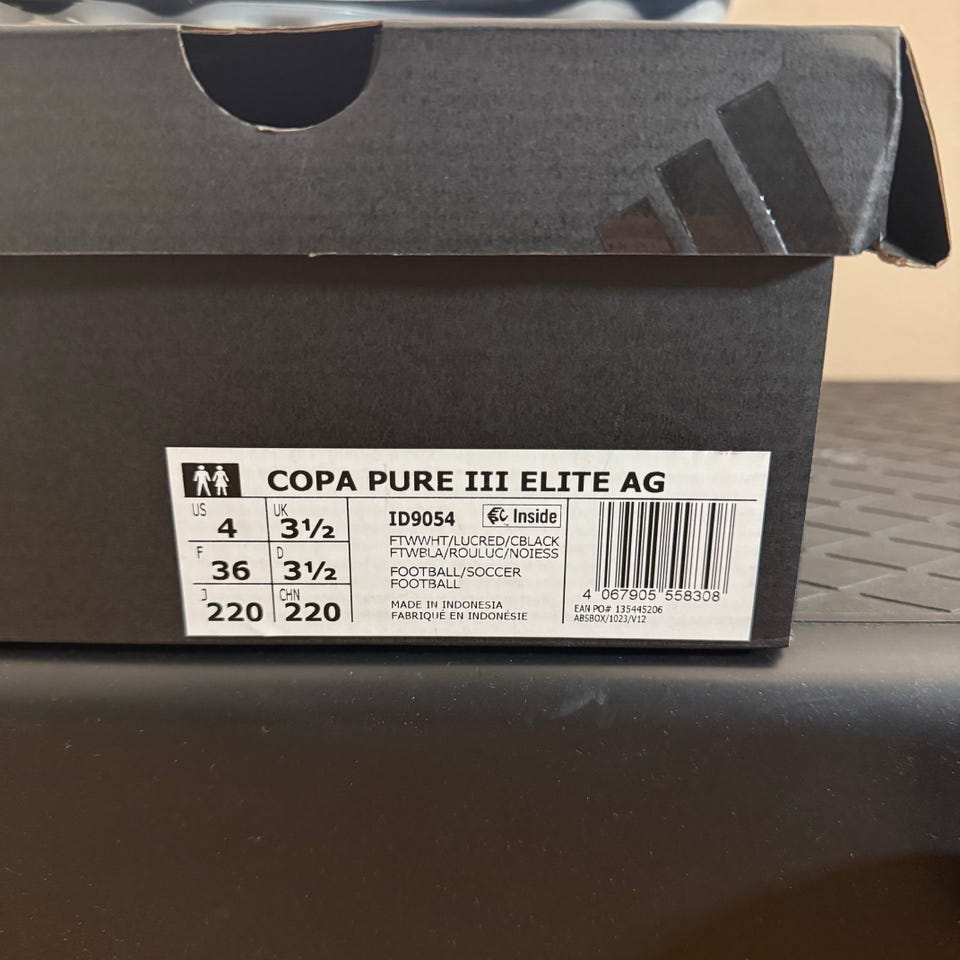 COPA PURE III ELITE AG
US 4 UK 3½
F 36 D 3½
J 220 CHN 220
ID9054 Inside
FTWWHT/LUCRED/CBLACK
FTWBLA/ROULUC/NOIESS
FOOTBALL/SOCCER
FOOTBALL
MADE IN INDONESIA
FABRIQUÉ EN INDONÉSIE
4 067905 558308
EAN PO# 135445206
ABSBOX/1023/V12